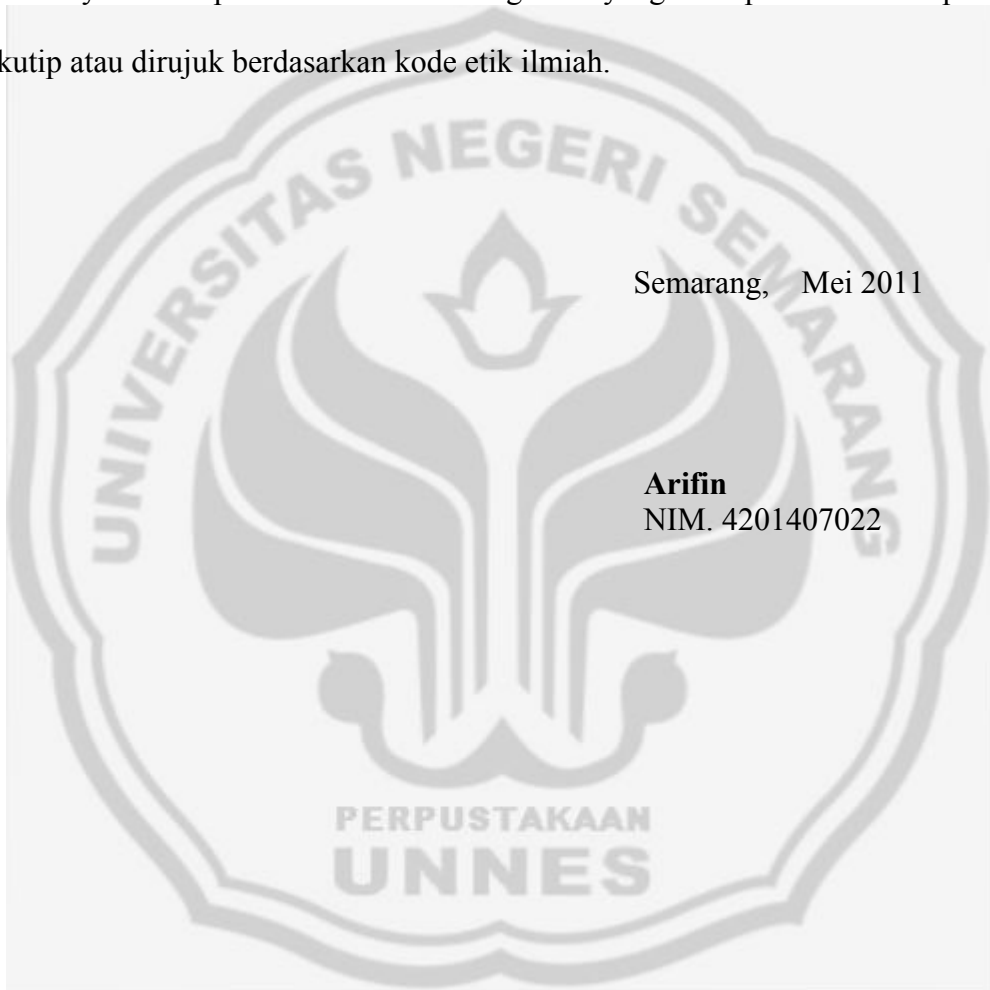 kutip atau dirujuk berdasarkan kode etik ilmiah.
UNIVERSITAS NEGERI SEMARANG
Semarang, Mei 2011
Arifin
NIM. 4201407022
PERPUSTAKAAN
UNNES